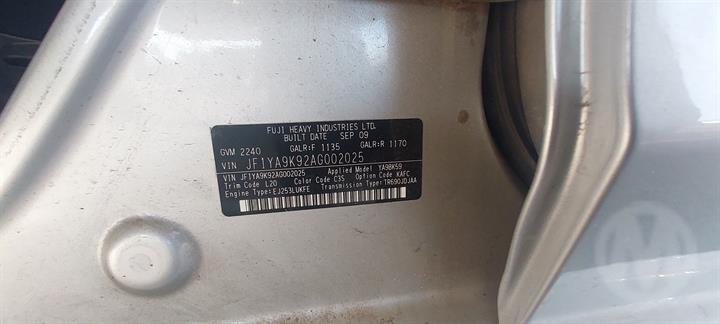 FUJI HEAVY INDUSTRIES LTD.
BUILT DATE SEP 09
GVM 2240 GALR:F 1135 GALR:R 1170
VIN JF1YA9K92AG002025
VIN JF1YA9K92AG002025 Applied Model YA9BK59
Trim Code L20 Color Code C3S Option Code KAFC
Engine Type:EJ253LUKFE Transmission Type:TR690JDJAA
M